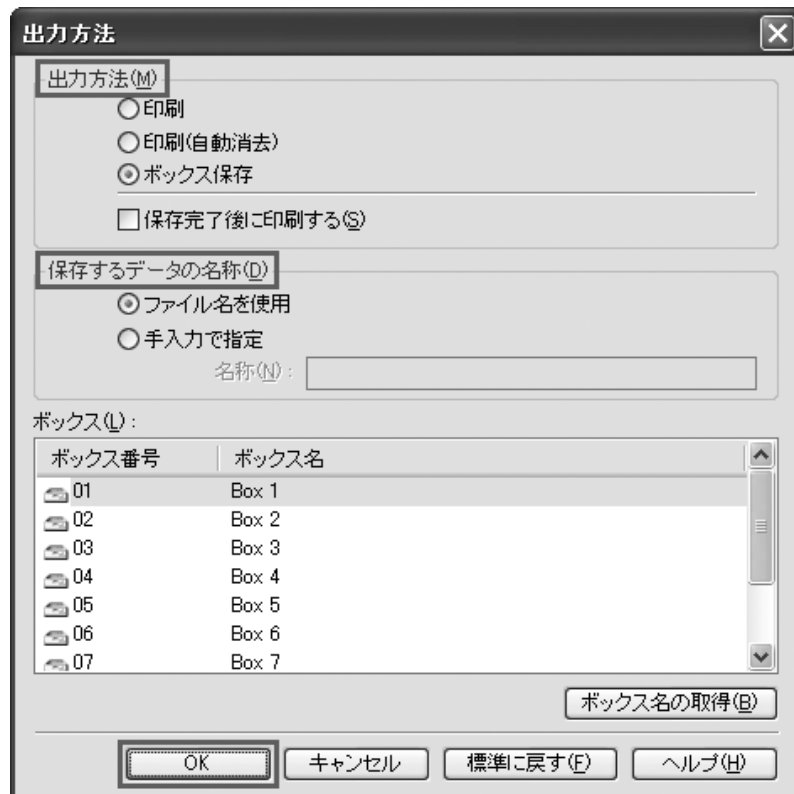 出力方法
出力方法(M)
印刷
印刷(自動消去)
ボックス保存
保存完了後に印刷する(S)
保存するデータの名称(D)
ファイル名を使用
手入力で指定
名称(N):
ボックス(L):
ボックス番号 ボックス名
01 Box 1
02 Box 2
03 Box 3
04 Box 4
05 Box 5
06 Box 6
07 Box 7
ボックス名の取得(B)
OK キャンセル 標準に戻す(F) ヘルプ(H)